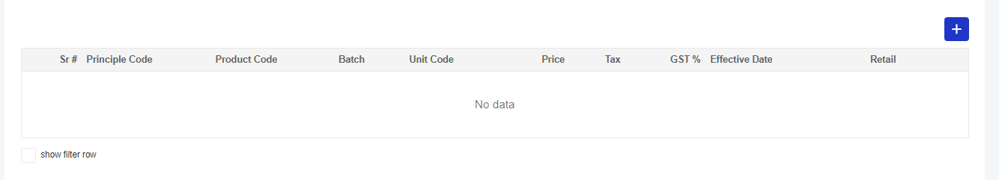 +
Sr # Principle Code Product Code Batch Unit Code Price Tax GST % Effective Date Retail
No data
show filter row